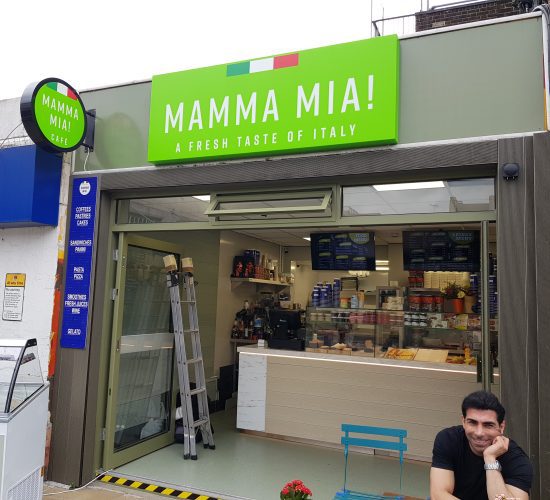 MAMMA MIA!
A FRESH TASTE OF ITALY
MAMMA
MIA!
CAFE
COFFEES
PASTRIES
CAKES
SANDWICHES
PANINI
PASTA
PIZZA
SMOOTHIES
FRESH JUICES
WINE
GELATO